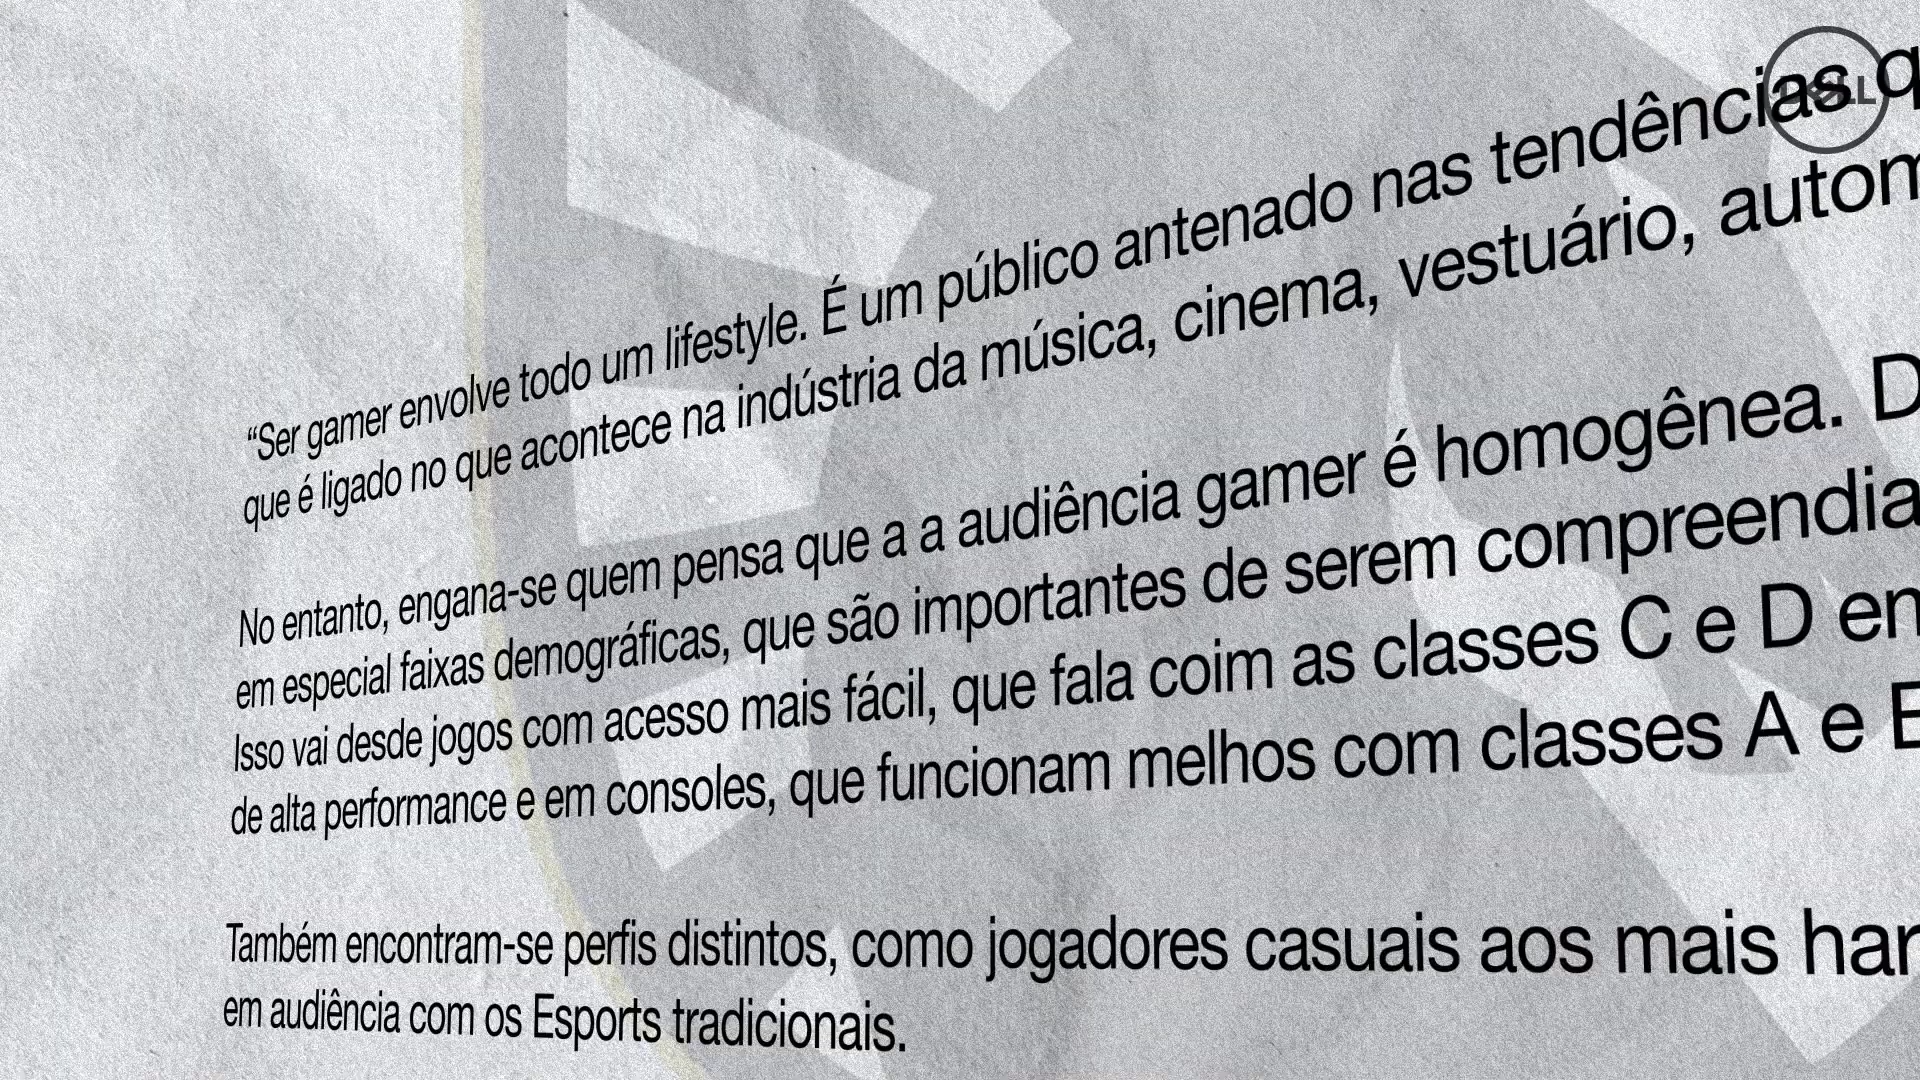 “Ser gamer envolve todo um lifestyle. É um público antenado nas tendências
que é ligado no que acontece na indústria da música, cinema, vestuário,
No entanto, engana-se quem pensa que a a audiência gamer é homogênea.
em especial faixas demográficas, que são importantes de serem
Isso vai desde jogos com acesso mais fácil, que fala coim as classes C e D
de alta performance e em consoles, que funcionam melhos com classes A e
Também encontram-se perfis distintos, como jogadores casuais aos mais
em audiência com os Esports tradicionais.
DELL